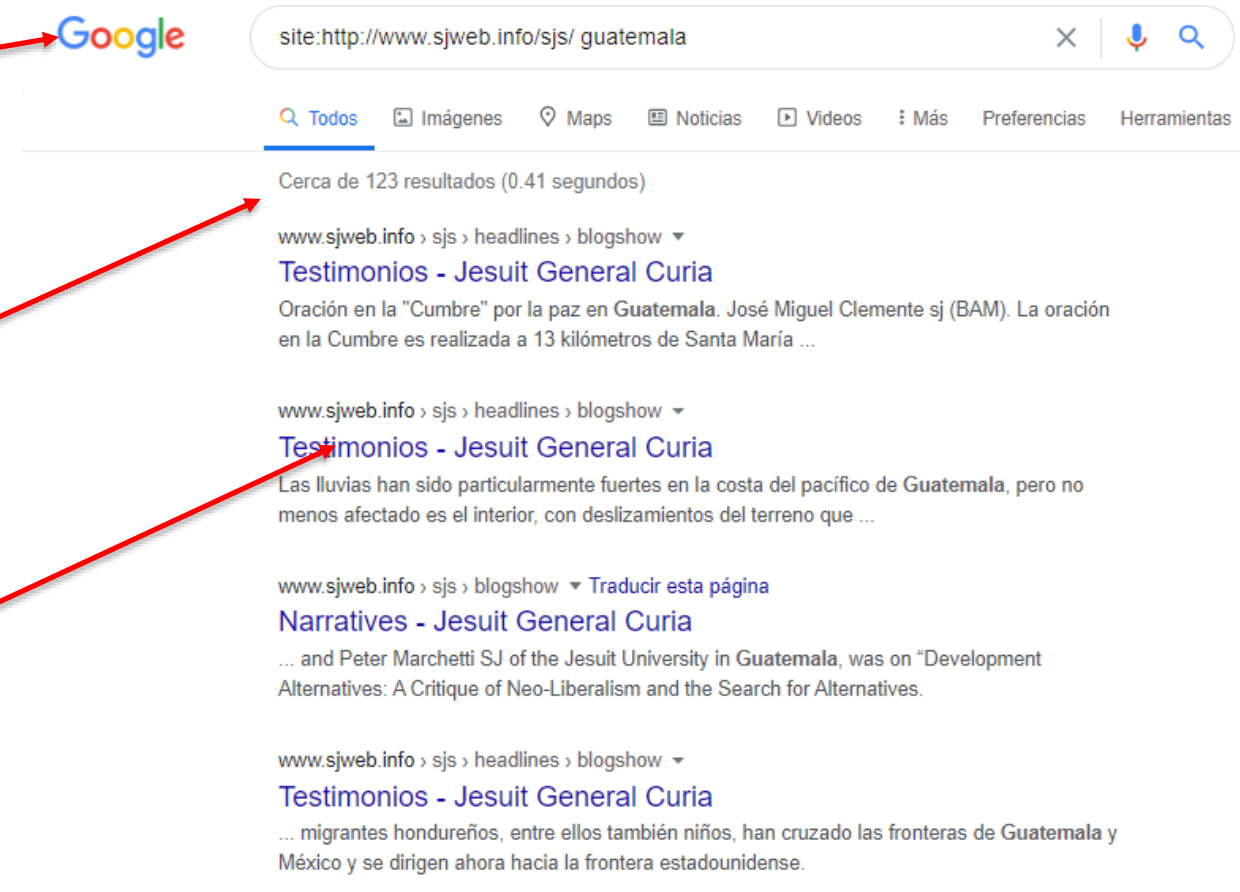 Google
site:http://www.sjweb.info/sjs/ guatemala
Todos Imágenes Maps Noticias Videos Más Preferencias Herramientas
Cerca de 123 resultados (0.41 segundos)
www.sjweb.info › sjs › headlines › blogshow
Testimonios - Jesuit General Curia
Oración en la "Cumbre" por la paz en Guatemala. José Miguel Clemente sj (BAM). La oración
en la Cumbre es realizada a 13 kilómetros de Santa María ...
www.sjweb.info › sjs › headlines › blogshow
Testimonios - Jesuit General Curia
Las lluvias han sido particularmente fuertes en la costa del pacífico de Guatemala, pero no
menos afectado es el interior, con deslizamientos del terreno que ...
www.sjweb.info › sjs › blogshow Traducir esta página
Narratives - Jesuit General Curia
... and Peter Marchetti SJ of the Jesuit University in Guatemala, was on “Development
Alternatives: A Critique of Neo-Liberalism and the Search for Alternatives.
www.sjweb.info › sjs › headlines › blogshow
Testimonios - Jesuit General Curia
... migrantes hondureños, entre ellos también niños, han cruzado las fronteras de Guatemala y
México y se dirigen ahora hacia la frontera estadounidense.